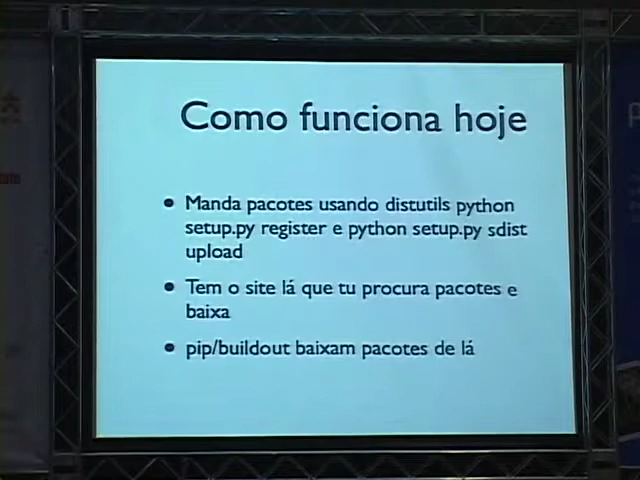 Como funciona hoje
• Manda pacotes usando distutils python
setup.py register e python setup.py sdist
upload
• Tem o site lá que tu procura pacotes e
baixa
• pip/buildout baixam pacotes de lá